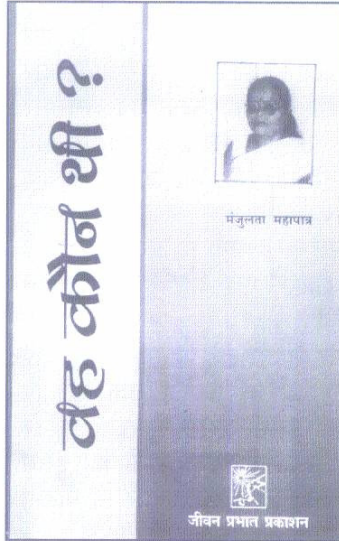 वह कौन थी ?
मंजुलता महापात्र
जीवन प्रभात प्रकाशन